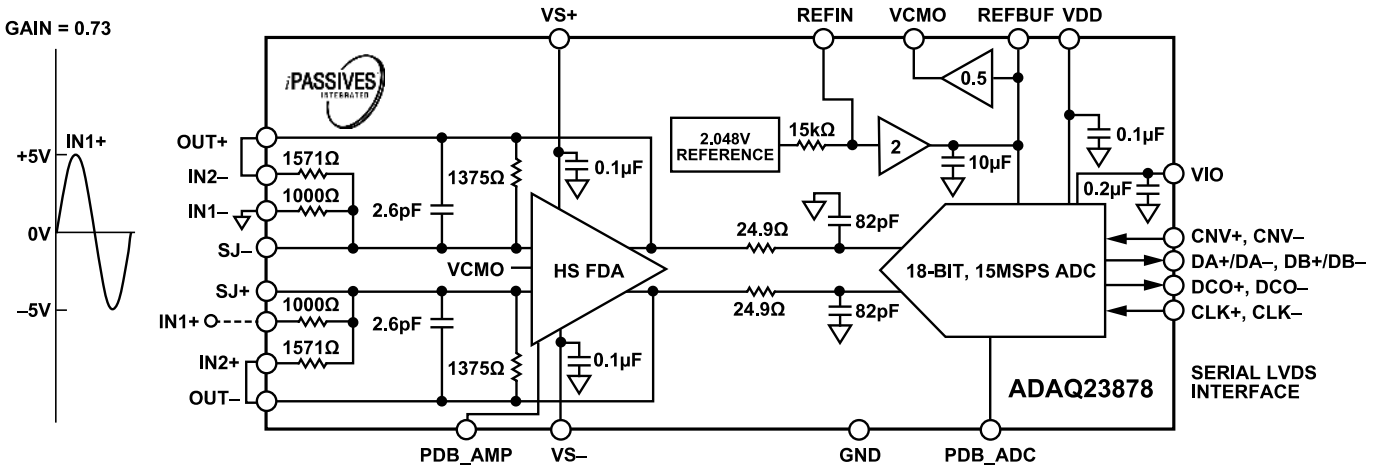 GAIN = 0.73
VS+
REFIN
VCMO
REFBUF
VDD
iPASSIVES
INTEGRATED
0.5
IN1+
+5V
0V
–5V
OUT+
IN2–
IN1–
SJ–
SJ+
IN1+
IN2+
OUT–
1571Ω
1000Ω
1000Ω
1571Ω
2.6pF
1375Ω
2.6pF
1375Ω
0.1µF
VCMO
HS FDA
0.1µF
2.048V
REFERENCE
15kΩ
2
10µF
0.1µF
0.2µF
VIO
82pF
24.9Ω
24.9Ω
82pF
18-BIT, 15MSPS ADC
CNV+, CNV–
DA+/DA–, DB+/DB–
DCO+, DCO–
CLK+, CLK–
ADAQ23878
SERIAL LVDS
INTERFACE
PDB_AMP
VS–
GND
PDB_ADC